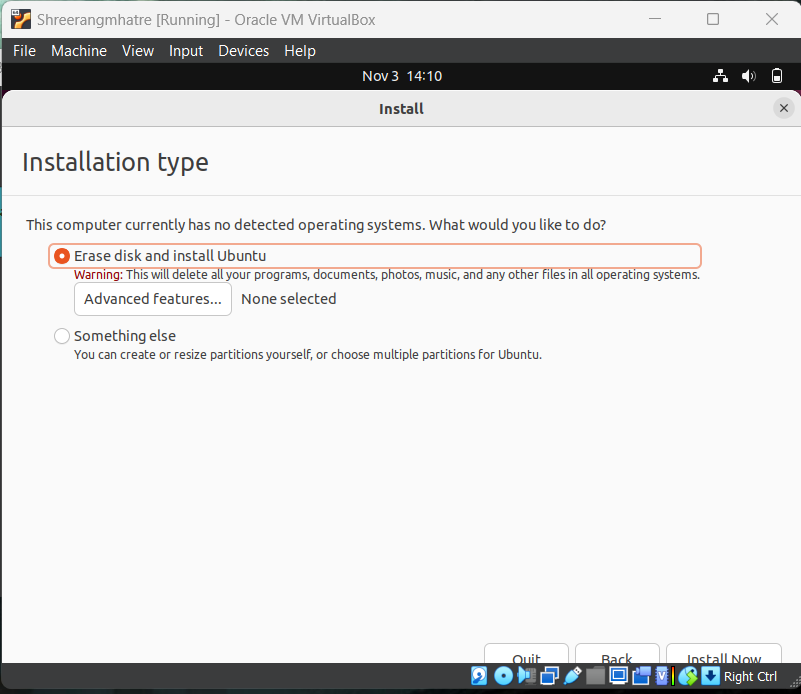 Shreerangmhatre [Running] - Oracle VM VirtualBox
File Machine View Input Devices Help
Nov 3 14:10
Install
Installation type
This computer currently has no detected operating systems. What would you like to do?
Erase disk and install Ubuntu
Warning: This will delete all your programs, documents, photos, music, and any other files in all operating systems.
Advanced features... None selected
Something else
You can create or resize partitions yourself, or choose multiple partitions for Ubuntu.
Quit Back Install Now
Right Ctrl